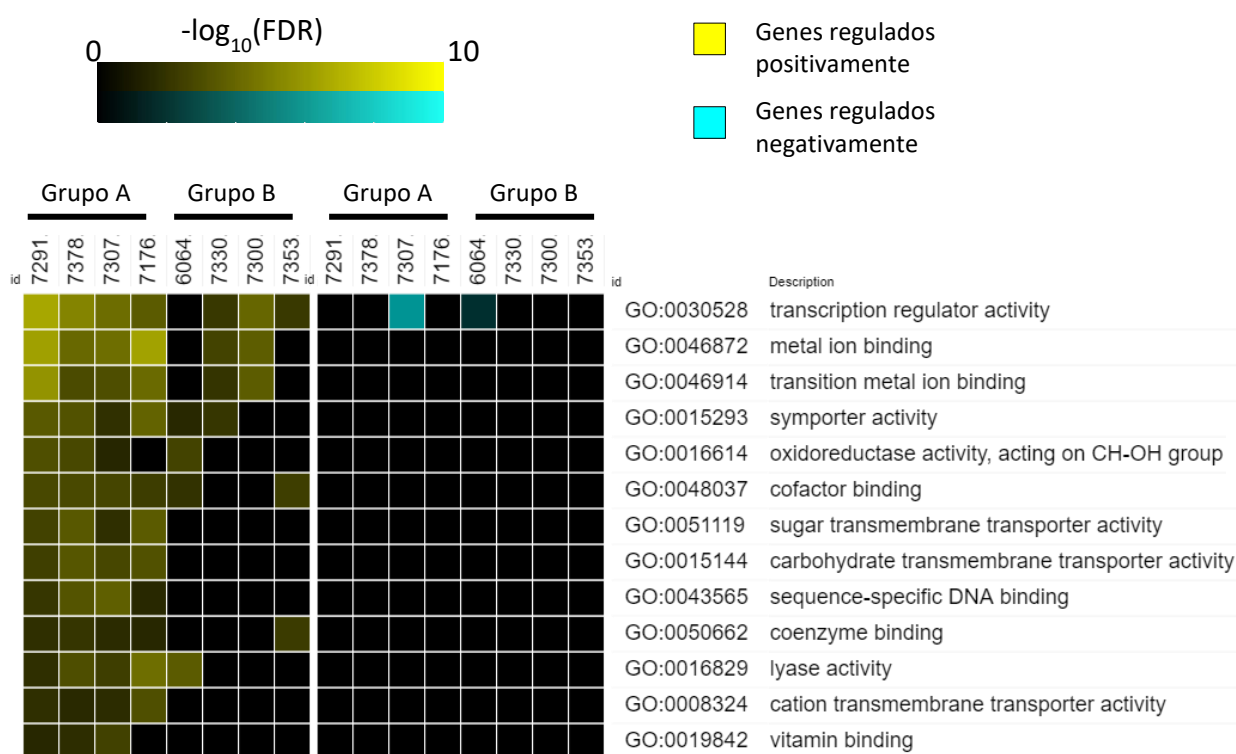 -log10(FDR)
0 10
Genes regulados
positivamente
Genes regulados
negativamente
Grupo A Grupo B Grupo A Grupo B
id 7291. 7378. 7307. 7176. 6064. 7330. 7300. 7353. id 7291. 7378. 7307. 7176. 6064. 7330. 7300. 7353. id Description
GO:0030528 transcription regulator activity
GO:0046872 metal ion binding
GO:0046914 transition metal ion binding
GO:0015293 symporter activity
GO:0016614 oxidoreductase activity, acting on CH-OH group
GO:0048037 cofactor binding
GO:0051119 sugar transmembrane transporter activity
GO:0015144 carbohydrate transmembrane transporter activity
GO:0043565 sequence-specific DNA binding
GO:0050662 coenzyme binding
GO:0016829 lyase activity
GO:0008324 cation transmembrane transporter activity
GO:0019842 vitamin binding